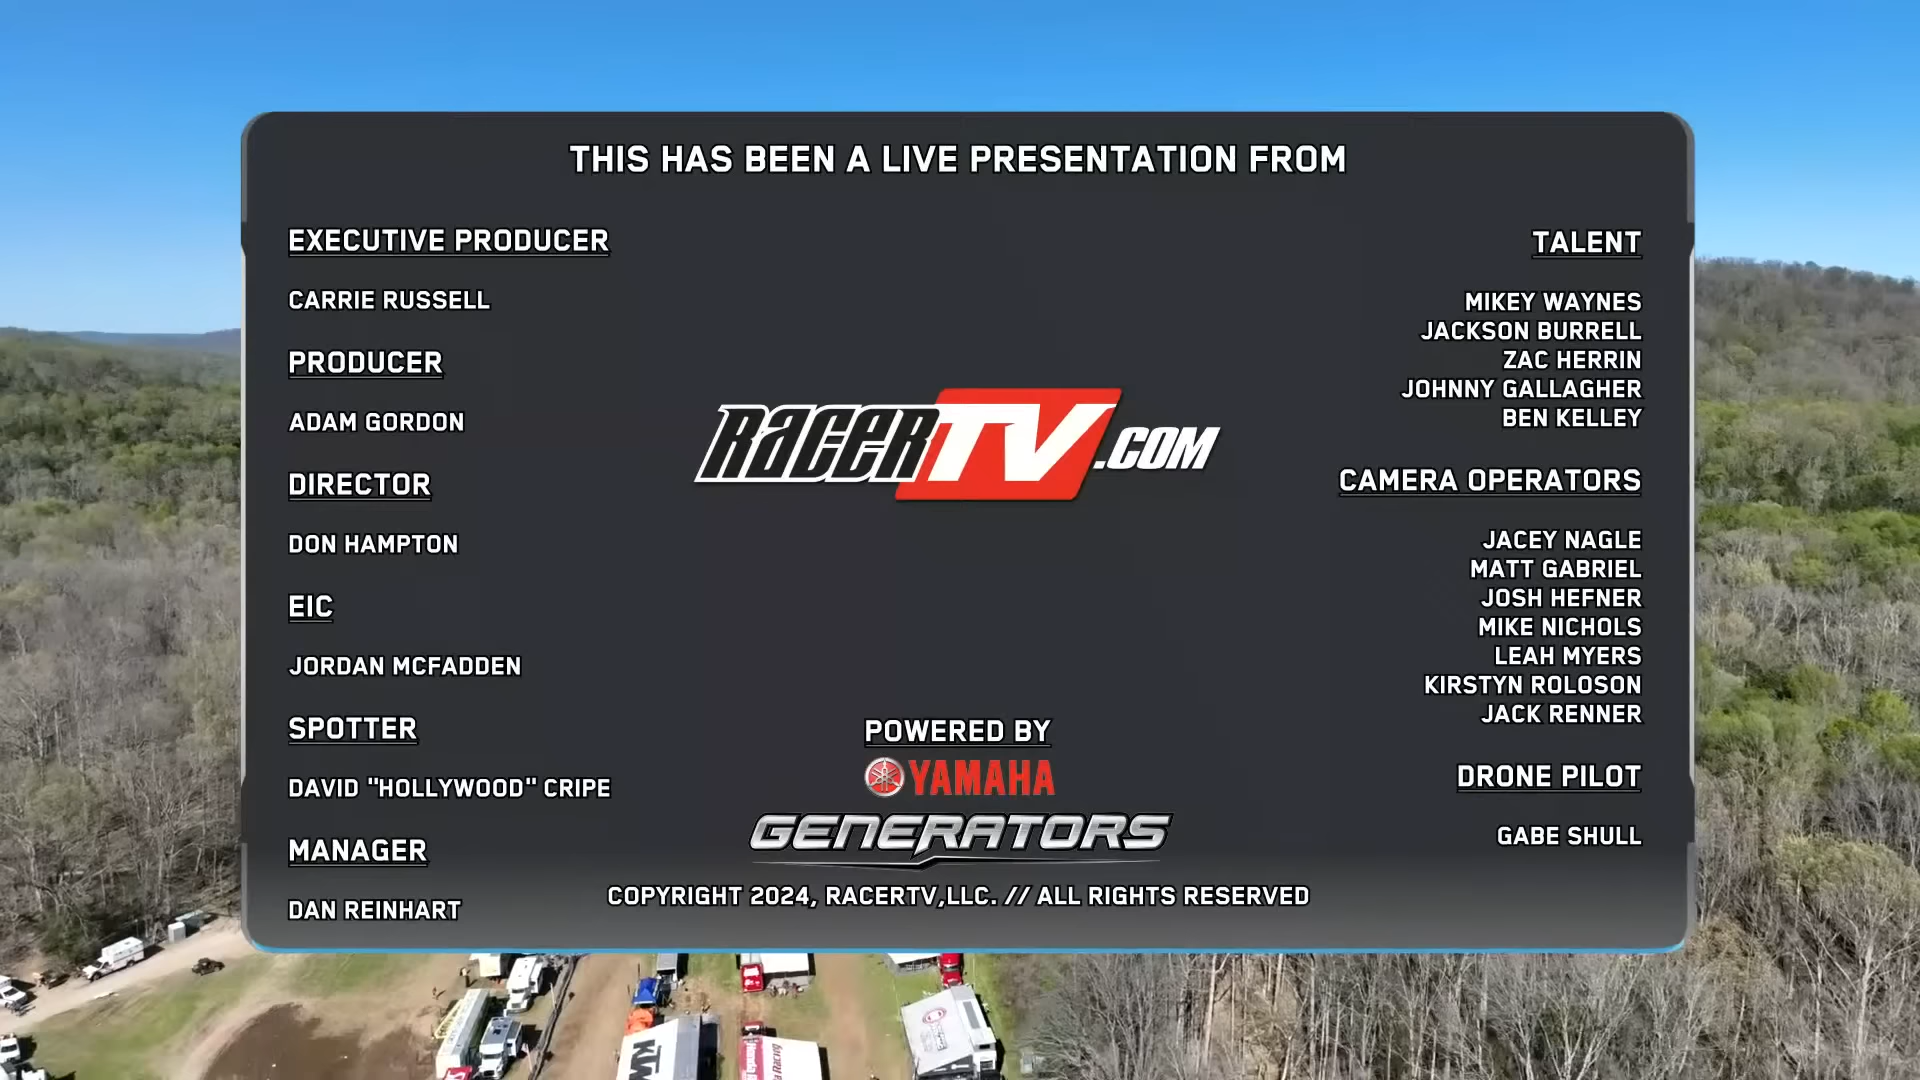 THIS HAS BEEN A LIVE PRESENTATION FROM
EXECUTIVE PRODUCER
CARRIE RUSSELL
PRODUCER
ADAM GORDON
DIRECTOR
DON HAMPTON
EIC
JORDAN MCFADDEN
SPOTTER
DAVID "HOLLYWOOD" CRIPE
MANAGER
DAN REINHART
RACERTV.COM
POWERED BY
YAMAHA
GENERATORS
COPYRIGHT 2024, RACERTV,LLC. // ALL RIGHTS RESERVED
TALENT
MIKEY WAYNES
JACKSON BURRELL
ZAC HERRIN
JOHNNY GALLAGHER
BEN KELLEY
CAMERA OPERATORS
JACEY NAGLE
MATT GABRIEL
JOSH HEFNER
MIKE NICHOLS
LEAH MYERS
KIRSTYN ROLOSON
JACK RENNER
DRONE PILOT
GABE SHULL
KTM